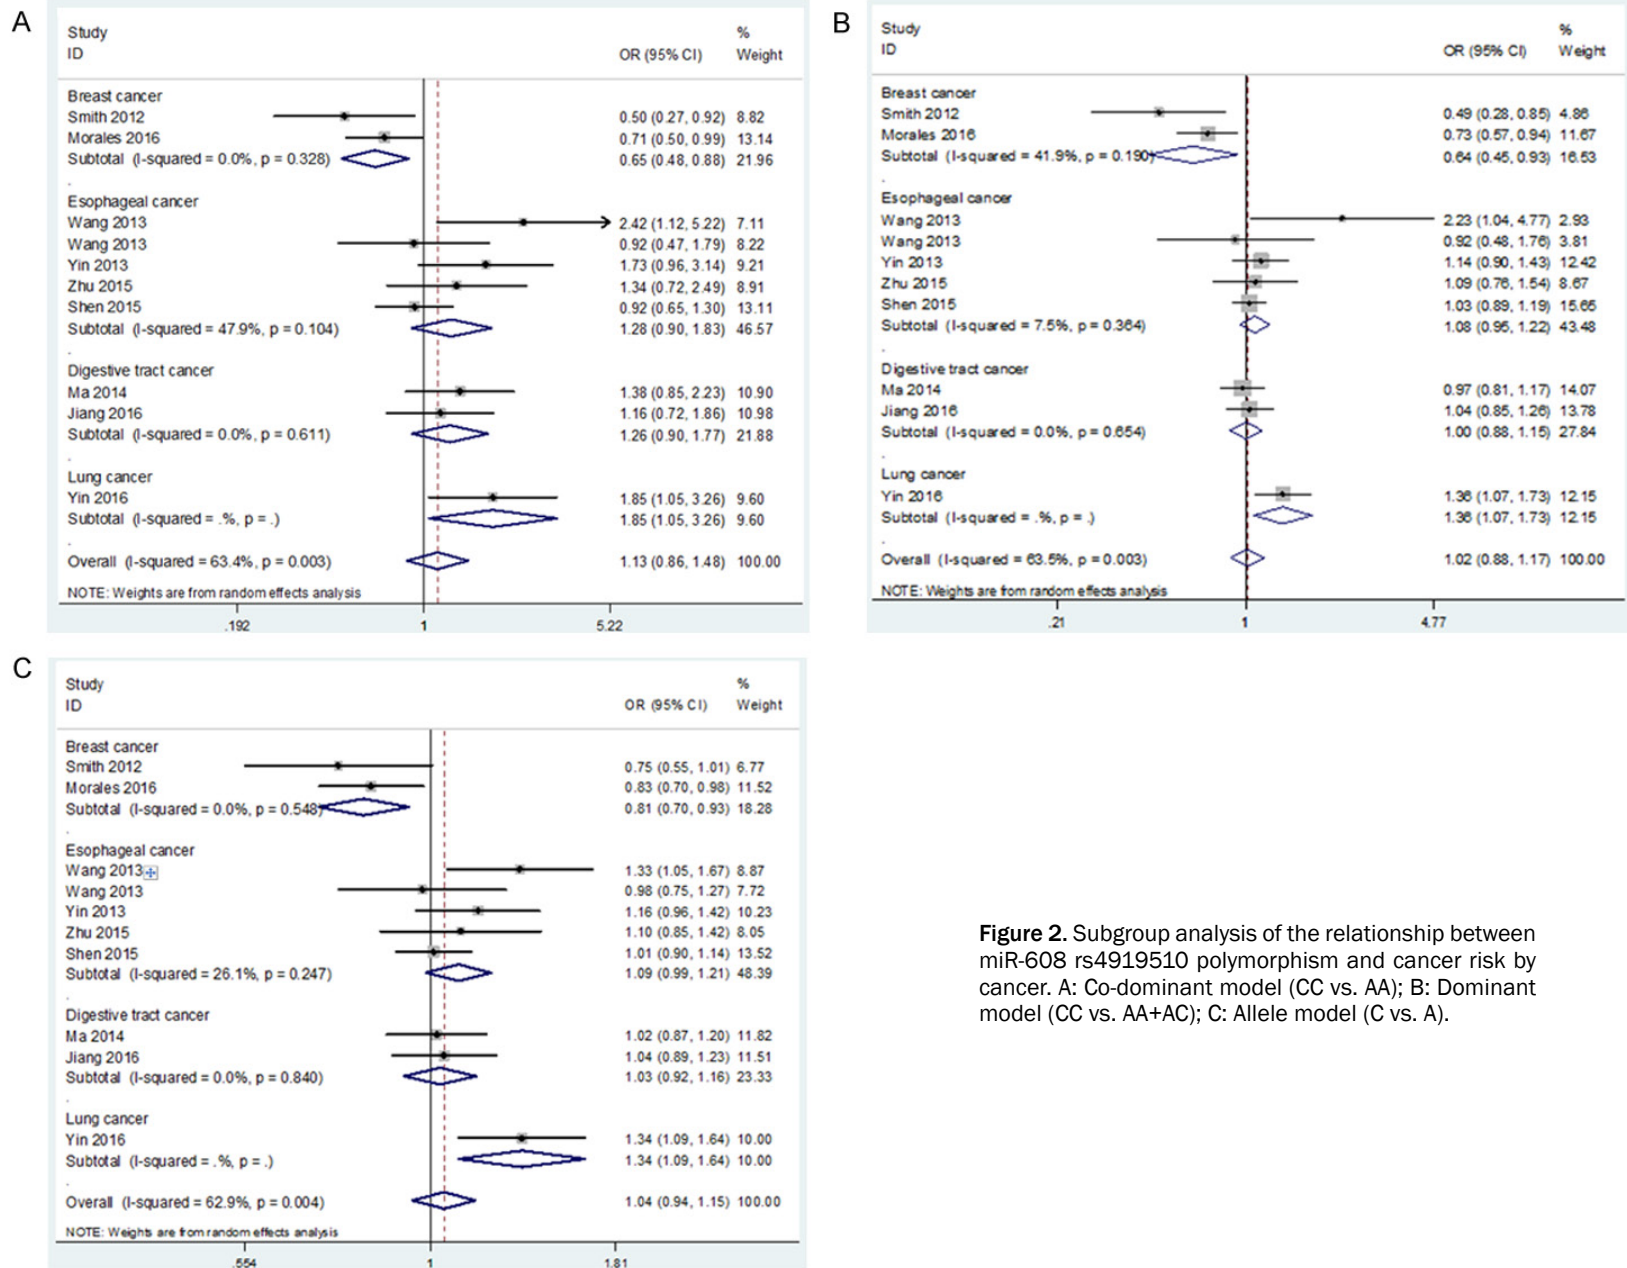 A
Study
ID
OR (95% CI)
%
Weight
Breast cancer
Smith 2012 0.50 (0.27, 0.92) 8.82
Morales 2016 0.71 (0.50, 0.99) 13.14
Subtotal (I-squared = 0.0%, p = 0.328) 0.65 (0.48, 0.88) 21.96
.
Esophageal cancer
Wang 2013 2.42 (1.12, 5.22) 7.11
Wang 2013 0.92 (0.47, 1.79) 8.22
Yin 2013 1.73 (0.96, 3.14) 9.21
Zhu 2015 1.34 (0.72, 2.49) 8.91
Shen 2015 0.92 (0.65, 1.30) 13.11
Subtotal (I-squared = 47.9%, p = 0.104) 1.28 (0.90, 1.83) 46.57
.
Digestive tract cancer
Ma 2014 1.38 (0.85, 2.23) 10.90
Jiang 2016 1.16 (0.72, 1.86) 10.98
Subtotal (I-squared = 0.0%, p = 0.611) 1.26 (0.90, 1.77) 21.88
.
Lung cancer
Yin 2016 1.85 (1.05, 3.26) 9.60
Subtotal (I-squared = .%, p = .) 1.85 (1.05, 3.26) 9.60
.
Overall (I-squared = 63.4%, p = 0.003) 1.13 (0.86, 1.48) 100.00
NOTE: Weights are from random effects analysis
.192 1 5.22
B
Study
ID
OR (95% CI)
%
Weight
Breast cancer
Smith 2012 0.49 (0.28, 0.85) 4.86
Morales 2016 0.73 (0.57, 0.94) 11.67
Subtotal (I-squared = 41.9%, p = 0.190) 0.64 (0.45, 0.93) 16.53
.
Esophageal cancer
Wang 2013 2.23 (1.04, 4.77) 2.93
Wang 2013 0.92 (0.48, 1.76) 3.81
Yin 2013 1.14 (0.90, 1.43) 12.42
Zhu 2015 1.09 (0.76, 1.54) 8.67
Shen 2015 1.03 (0.89, 1.19) 15.65
Subtotal (I-squared = 7.5%, p = 0.364) 1.08 (0.95, 1.22) 43.48
.
Digestive tract cancer
Ma 2014 0.97 (0.81, 1.17) 14.07
Jiang 2016 1.04 (0.85, 1.26) 13.78
Subtotal (I-squared = 0.0%, p = 0.654) 1.00 (0.88, 1.15) 27.84
.
Lung cancer
Yin 2016 1.36 (1.07, 1.73) 12.15
Subtotal (I-squared = .%, p = .) 1.36 (1.07, 1.73) 12.15
.
Overall (I-squared = 63.5%, p = 0.003) 1.02 (0.88, 1.17) 100.00
NOTE: Weights are from random effects analysis
.21 1 4.77
C
Study
ID
OR (95% CI)
%
Weight
Breast cancer
Smith 2012 0.75 (0.55, 1.01) 6.77
Morales 2016 0.83 (0.70, 0.98) 11.52
Subtotal (I-squared = 0.0%, p = 0.548) 0.81 (0.70, 0.93) 18.28
.
Esophageal cancer
Wang 2013 1.33 (1.05, 1.67) 8.87
Wang 2013 0.98 (0.75, 1.27) 7.72
Yin 2013 1.16 (0.96, 1.42) 10.23
Zhu 2015 1.10 (0.85, 1.42) 8.05
Shen 2015 1.01 (0.90, 1.14) 13.52
Subtotal (I-squared = 26.1%, p = 0.247) 1.09 (0.99, 1.21) 48.39
.
Digestive tract cancer
Ma 2014 1.02 (0.87, 1.20) 11.82
Jiang 2016 1.04 (0.89, 1.23) 11.51
Subtotal (I-squared = 0.0%, p = 0.840) 1.03 (0.92, 1.16) 23.33
.
Lung cancer
Yin 2016 1.34 (1.09, 1.64) 10.00
Subtotal (I-squared = .%, p = .) 1.34 (1.09, 1.64) 10.00
.
Overall (I-squared = 62.9%, p = 0.004) 1.04 (0.94, 1.15) 100.00
NOTE: Weights are from random effects analysis
.554 1 1.81
Figure 2. Subgroup analysis of the relationship between
miR-608 rs4919510 polymorphism and cancer risk by
cancer. A: Co-dominant model (CC vs. AA); B: Dominant
model (CC vs. AA+AC); C: Allele model (C vs. A).